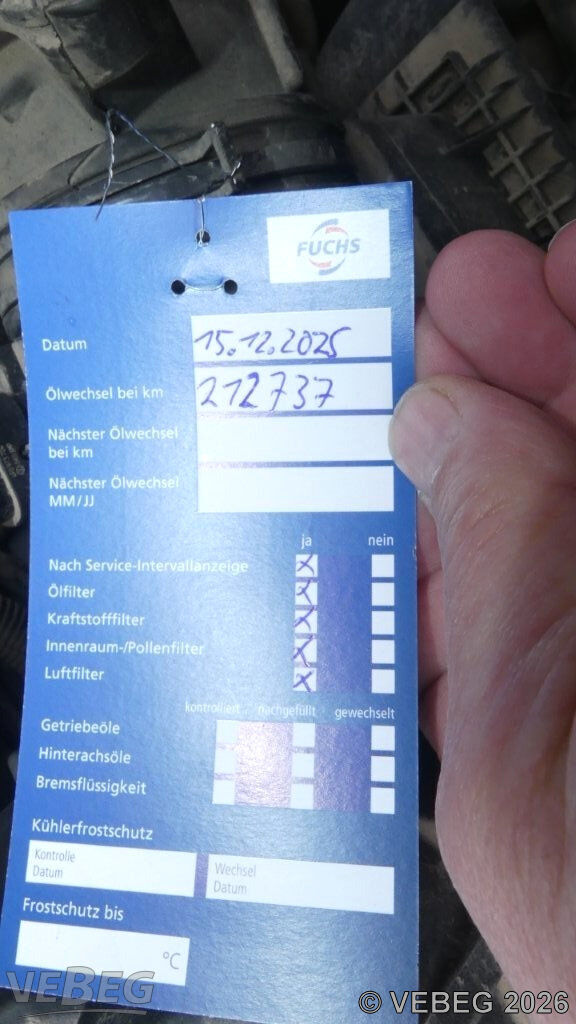 FUCHS
Datum 15.12.2025
Ölwechsel bei km 212737
Nächster Ölwechsel
bei km
Nächster Ölwechsel
MM/JJ
ja nein
Nach Service-Intervallanzeige x
Ölfilter x
Kraftstofffilter x
Innenraum-/Pollenfilter x
Luftfilter x
kontrolliert nachgefüllt gewechselt
Getriebeöle
Hinterachsöle
Bremsflüssigkeit
Kühlerfrostschutz
Kontrolle Wechsel
Datum Datum
Frostschutz bis
°C
VEBEG
© VEBEG 2026